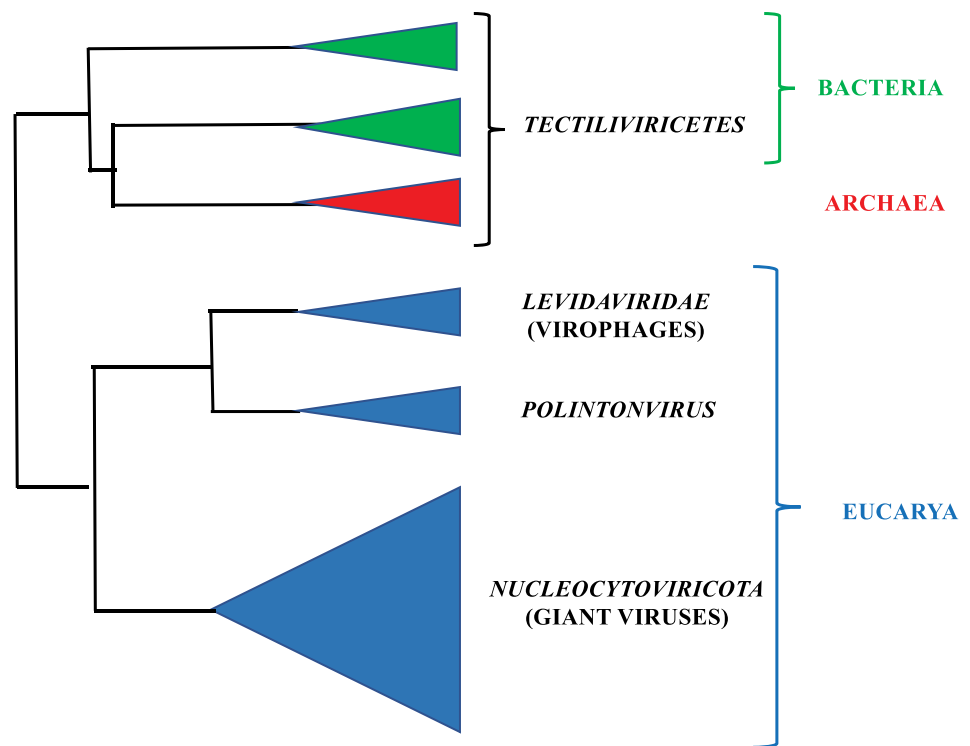 BACTERIA
TECTILIVIRICETES
ARCHAEA
LEVIDAVIRIDAE
(VIROPHAGES)
POLINTONVIRUS
EUCARYA
NUCLEOCYTOVIRICOTA
(GIANT VIRUSES)